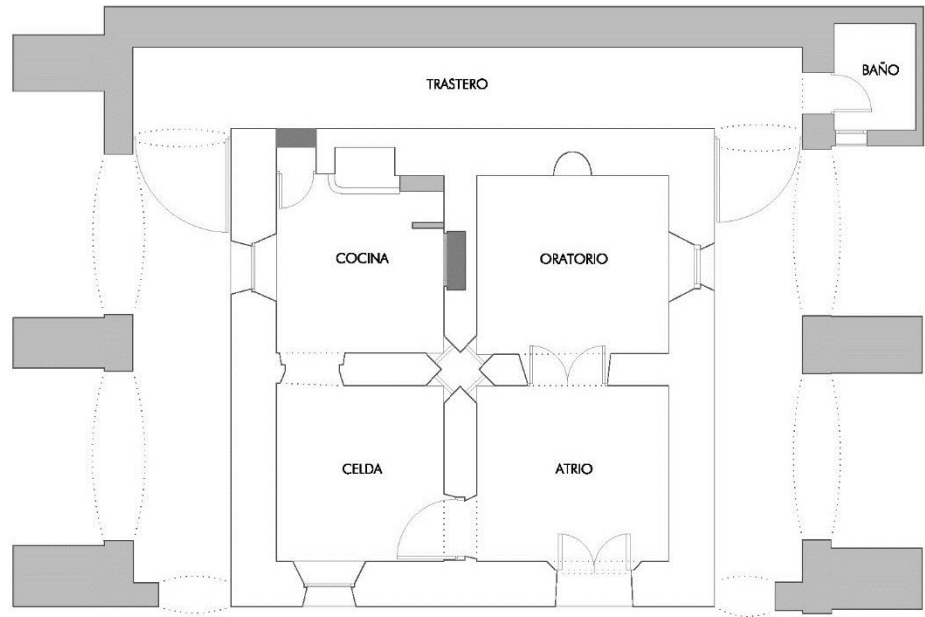 BAÑO
TRASTERO
COCINA
ORATORIO
CELDA
ATRIO